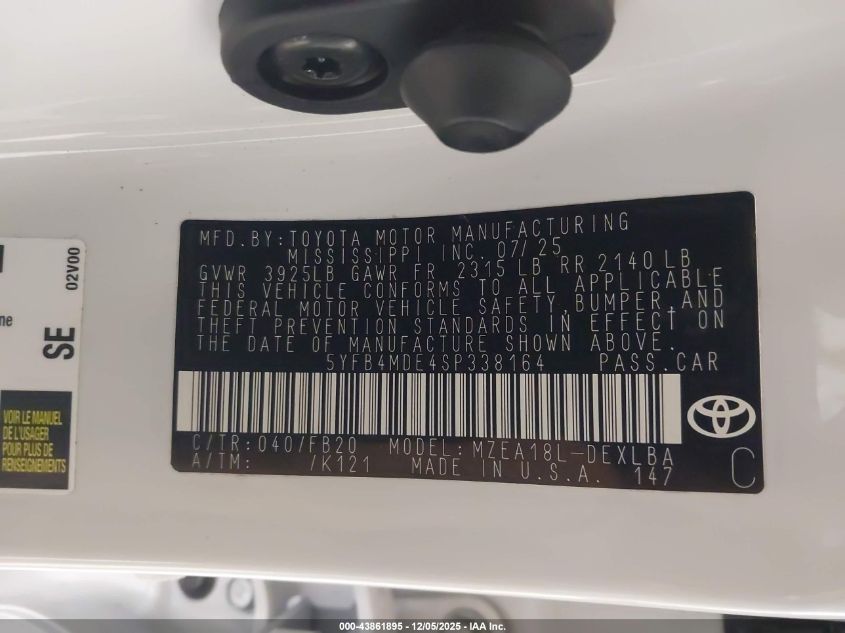 MFD.BY:TOYOTA MOTOR MANUFACTURING
MISSISSIPPI INC. 07/25
GVWR 3925LB GAWR FR 2315 LB RR 2140 LB
THIS VEHICLE CONFORMS TO ALL APPLICABLE
FEDERAL MOTOR VEHICLE SAFETY, BUMPER, AND
THEFT PREVENTION STANDARDS IN EFFECT ON
THE DATE OF MANUFACTURE SHOWN ABOVE.
5YFB4MDE4SP338164 PASS.CAR
C/TR: 040/FB20 MODEL: MZEA18L-DEXLBA
A/TM: /K121 MADE IN U.S.A. 147
C
02V00
SE
ne
VOIR LE MANUEL
DE L'USAGER
POUR PLUS DE
RENSEIGNEMENTS
000-43861895 - 12/05/2025 - IAA Inc.